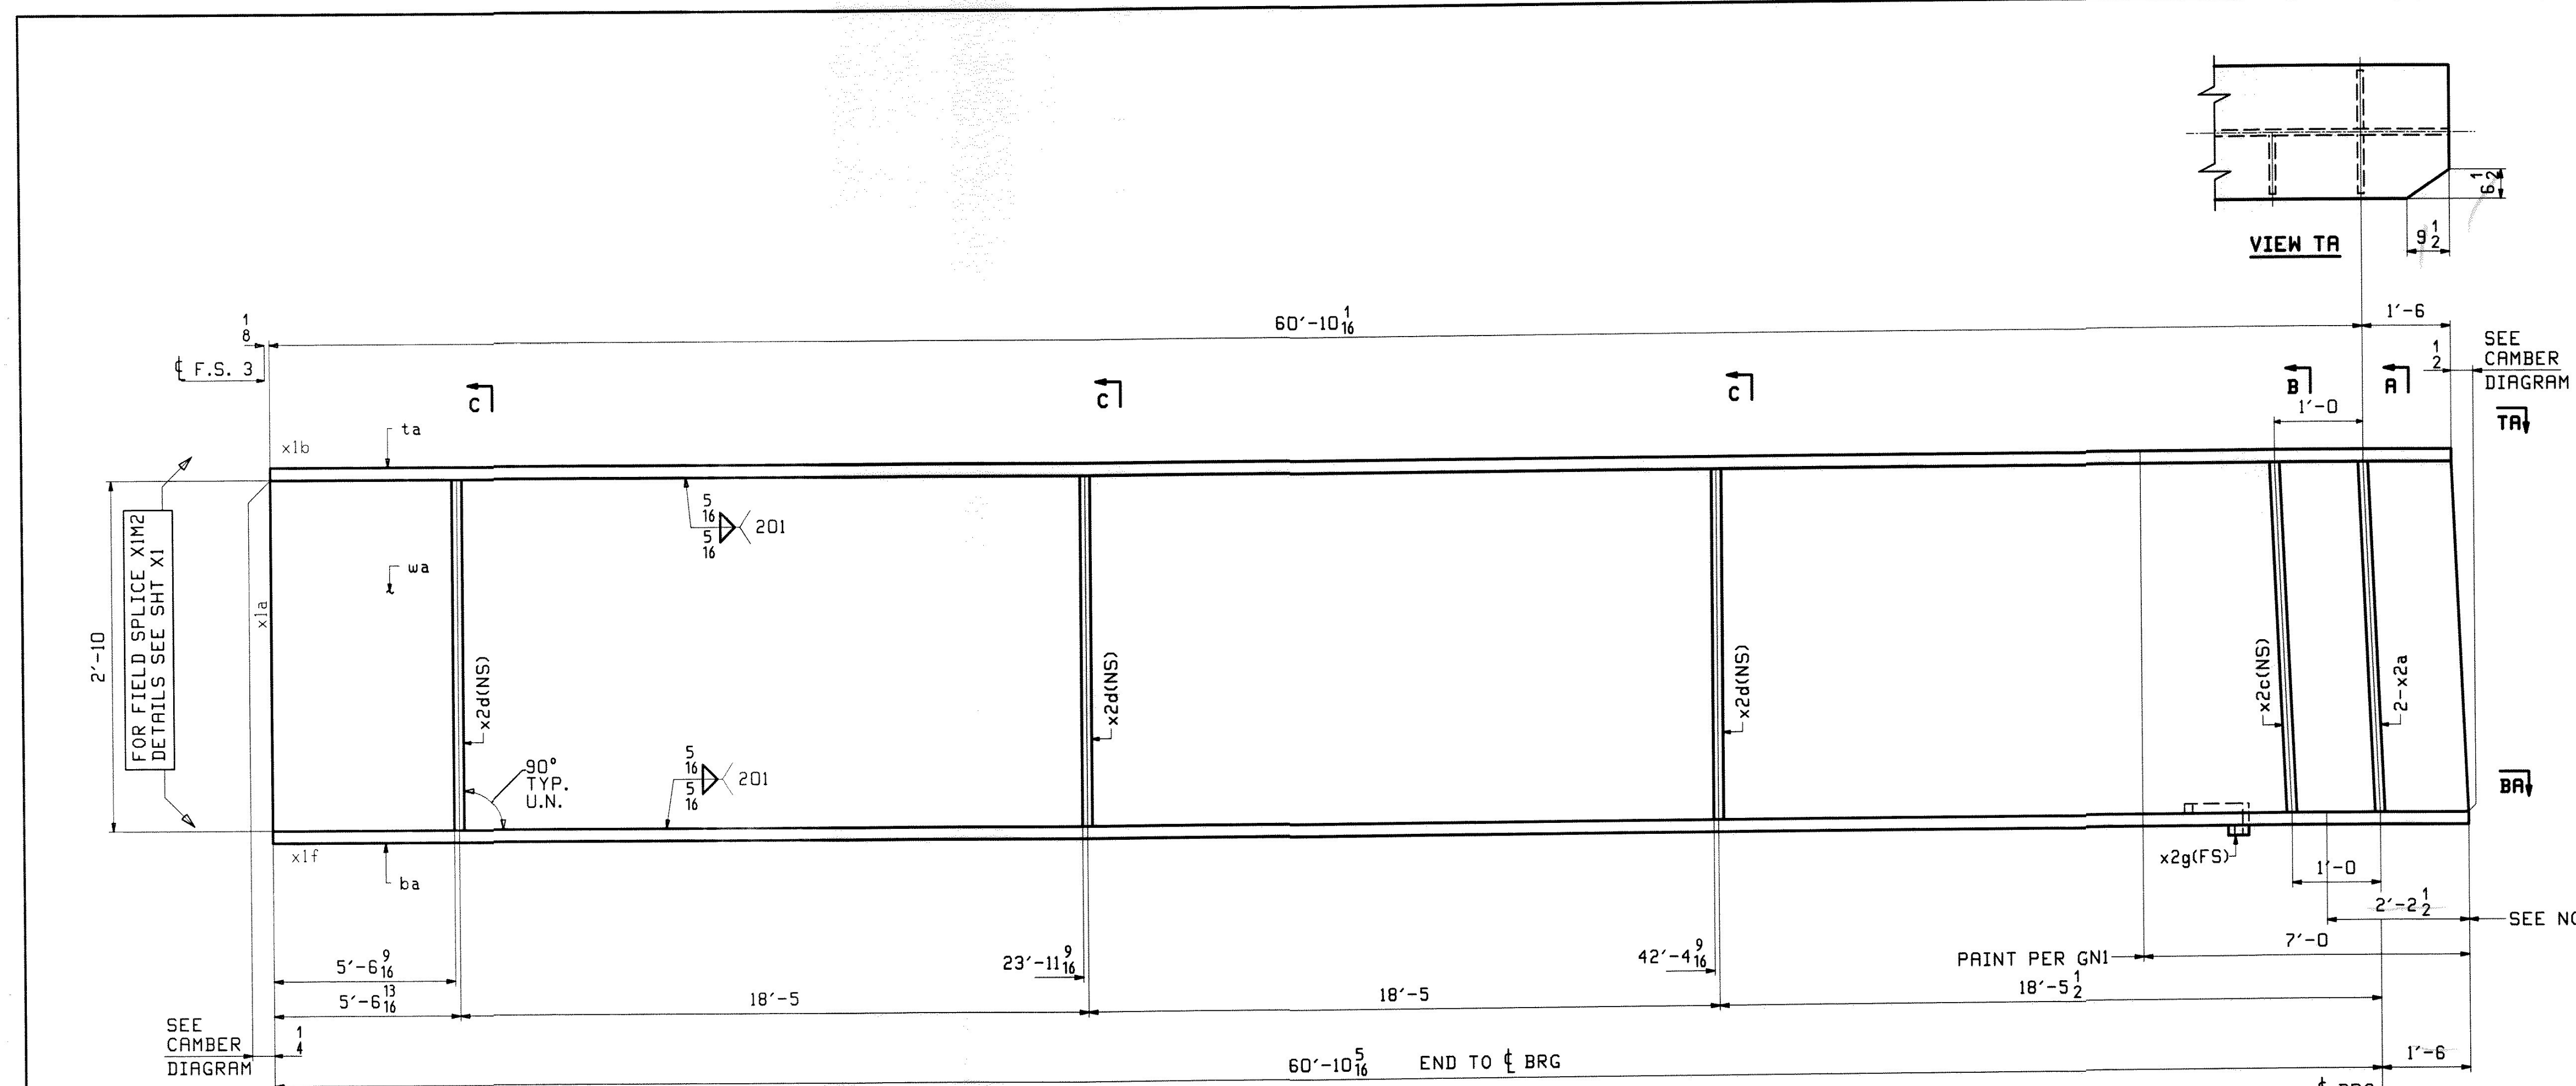 6 1/2
9 1/2
VIEW TA
60'-10 1/16
1'-6
1/8
℄ F.S. 3
1/2
SEE
CAMBER
DIAGRAM
C
C
C
B
A
1'-0
TA
x1b
ta
5/16
5/16
201
FOR FIELD SPLICE X1M2
DETAILS SEE SHT X1
wa
x1a
2'-10
x2d(NS)
x2d(NS)
x2d(NS)
x2c(NS)
2-x2a
90°
TYP.
U.N.
5/16
5/16
201
BA
x1f
ba
x2g(FS)
1'-0
2'-2 1/2
SEE NO
7'-0
PAINT PER GN1
5'-6 9/16
23'-11 9/16
42'-4 9/16
5'-6 13/16
18'-5
18'-5
18'-5 1/2
SEE
CAMBER
DIAGRAM
1/4
60'-10 5/16 END TO ℄ BRG
1'-6
℄ BRG